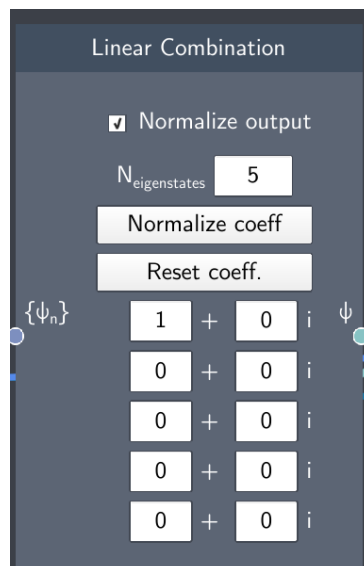 Linear Combination
✓ Normalize output
N_eigenstates 5
Normalize coeff
Reset coeff.
{ψₙ} 1 + 0 i ψ
0 + 0 i
0 + 0 i
0 + 0 i
0 + 0 i